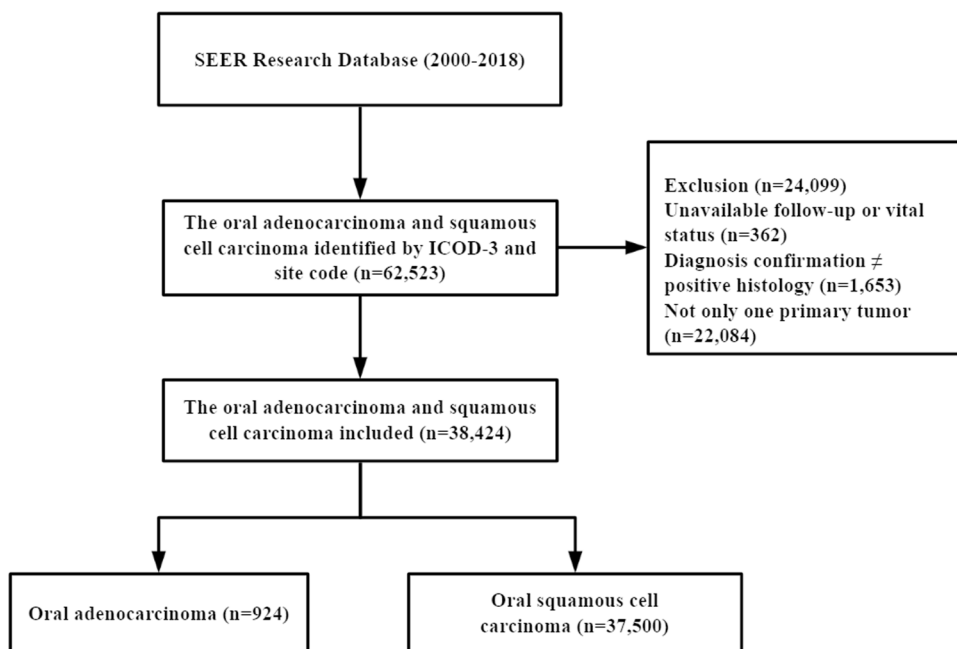 SEER Research Database (2000-2018)
The oral adenocarcinoma and squamous
cell carcinoma identified by ICOD-3 and
site code (n=62,523)
Exclusion (n=24,099)
Unavailable follow-up or vital
status (n=362)
Diagnosis confirmation ≠
positive histology (n=1,653)
Not only one primary tumor
(n=22,084)
The oral adenocarcinoma and squamous
cell carcinoma included (n=38,424)
Oral adenocarcinoma (n=924)
Oral squamous cell
carcinoma (n=37,500)